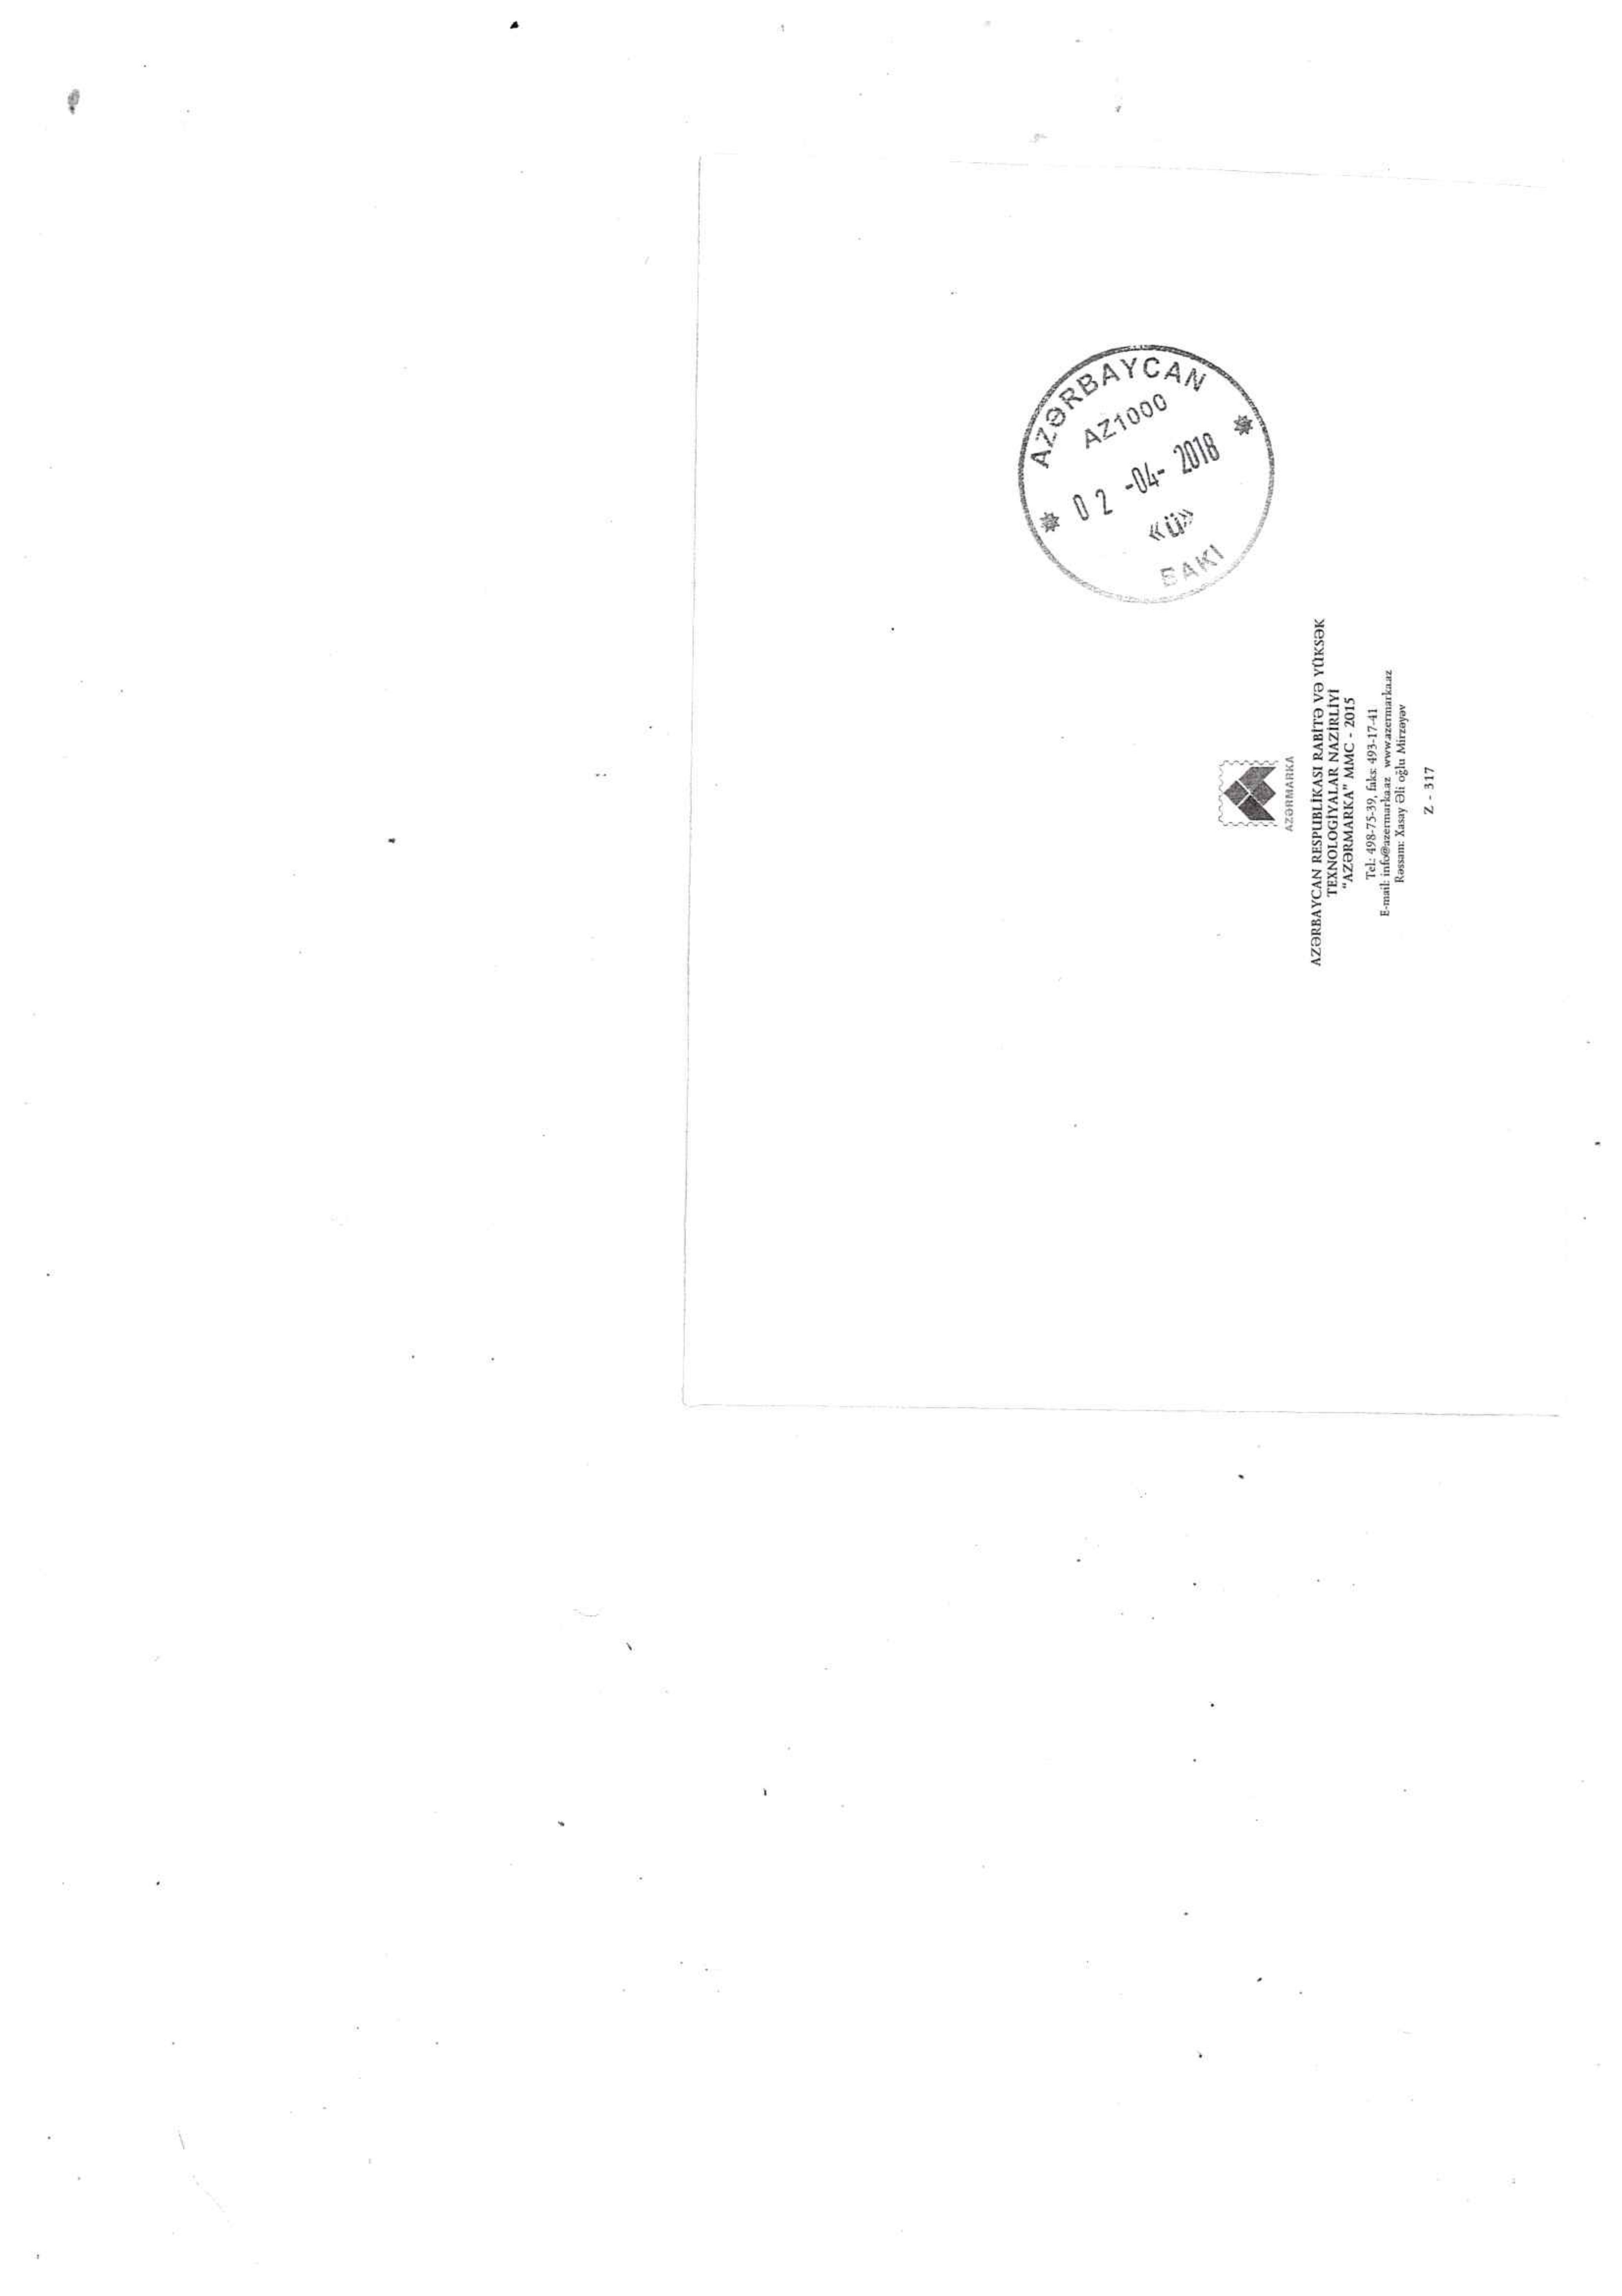 AZƏRBAYCAN
AZ1000
02 -04- 2018
«Ü»
BAKI
AZƏRMARKA
AZƏRBAYCAN RESPUBLİKASI RABİTƏ VƏ YÜKSƏK
TEXNOLOGİYALAR NAZİRLİYİ
"AZƏRMARKA" MMC - 2015
Tel.: 498-75-39, faks: 493-17-41
E-mail: info@azermarka.az www.azermarka.az
Rəssam: Xasay Əli oğlu Mirzəyəv
Z - 317